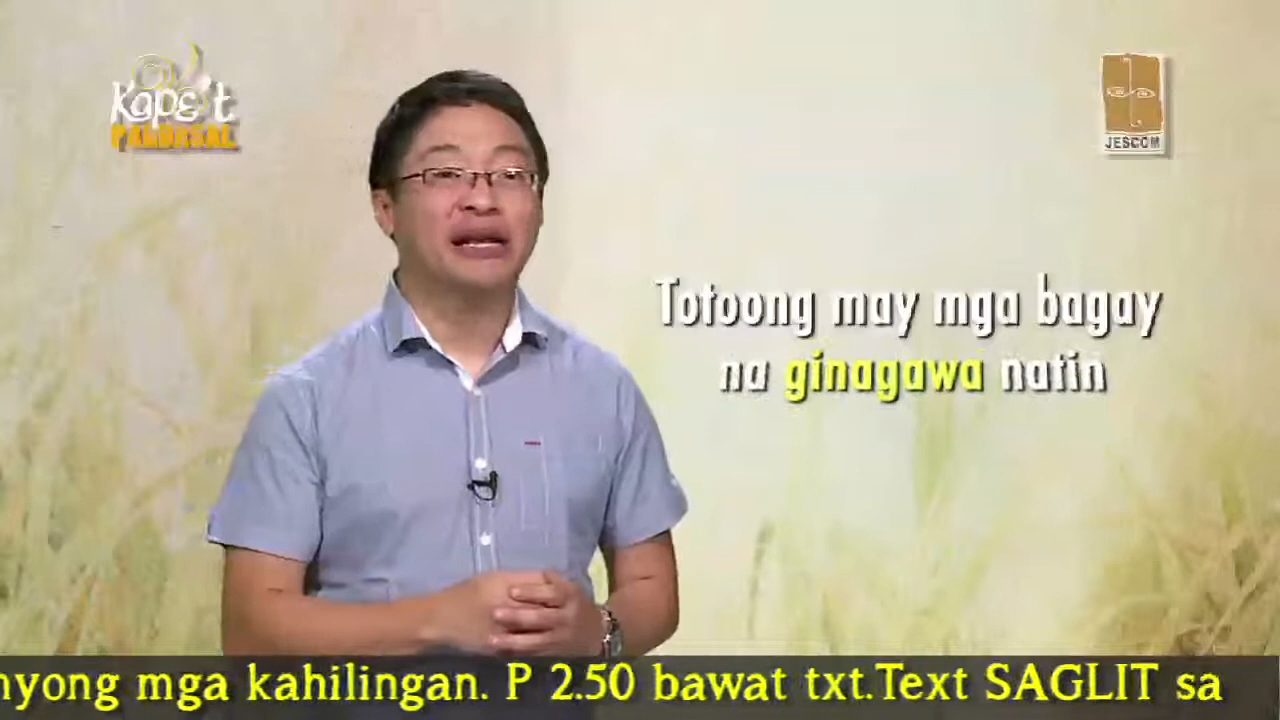 Kape't
PANDASAL
JESCOM
Totoong may mga bagay
na ginagawa natin
nyong mga kahilingan. P 2.50 bawat txt.Text SAGLIT sa